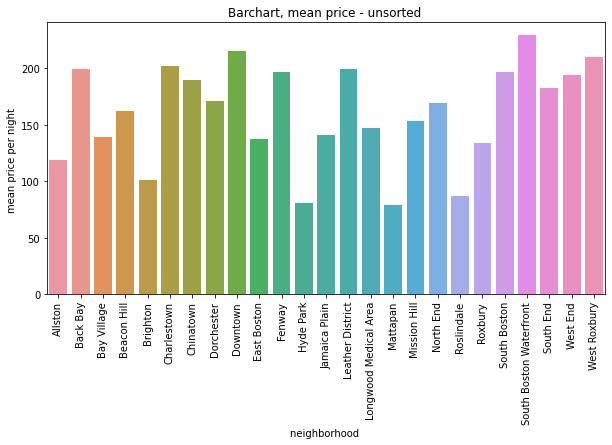 Barchart, mean price - unsorted
mean price per night
200
150
100
50
0
Allston
Back Bay
Bay Village
Beacon Hill
Brighton
Charlestown
Chinatown
Dorchester
Downtown
East Boston
Fenway
Hyde Park
Jamaica Plain
Leather District
Longwood Medical Area
Mattapan
Mission Hill
North End
Roslindale
Roxbury
South Boston
South Boston Waterfront
South End
West End
West Roxbury
neighborhood